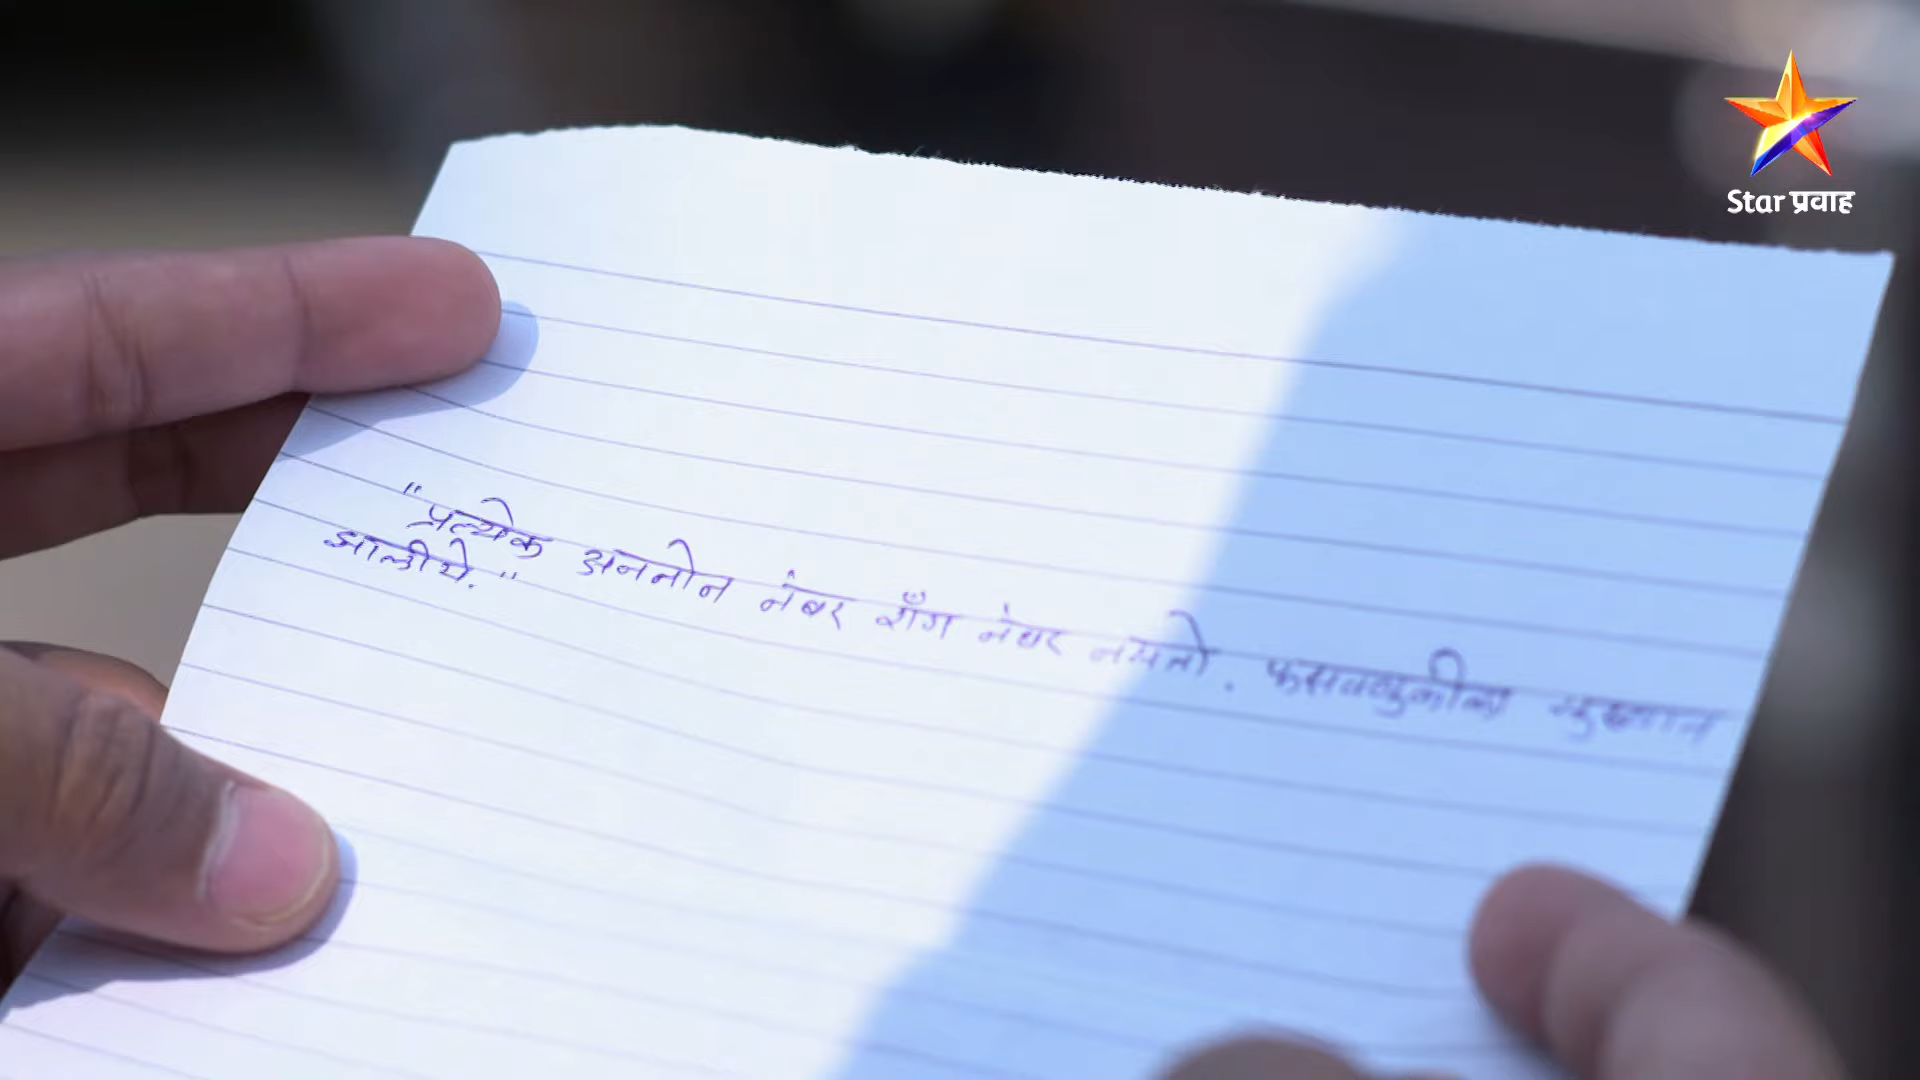 Star प्रवाह
"प्रत्येक अननोन नंबर राँग नंबर नसतो. फसवणुकीला सुरुवात
झालीये."